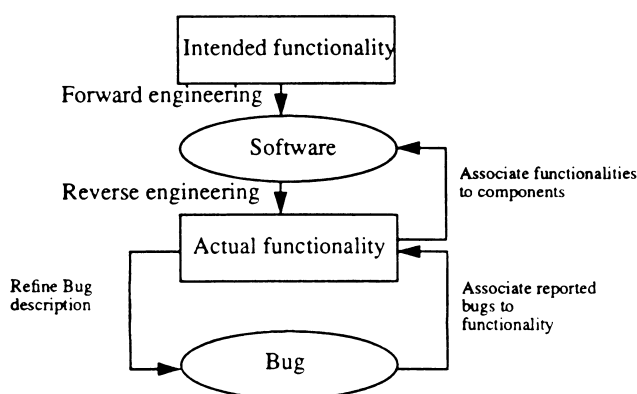 Intended functionality
Forward engineering
Software
Associate functionalities
to components
Reverse engineering
Actual functionality
Refine Bug
description
Associate reported
bugs to
functionality
Bug